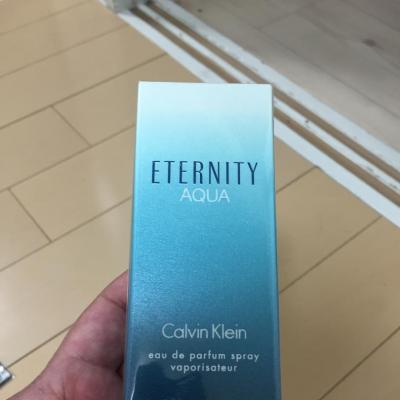 ETERNITY
AQUA
Calvin Klein
eau de parfum spray
vaporisateur